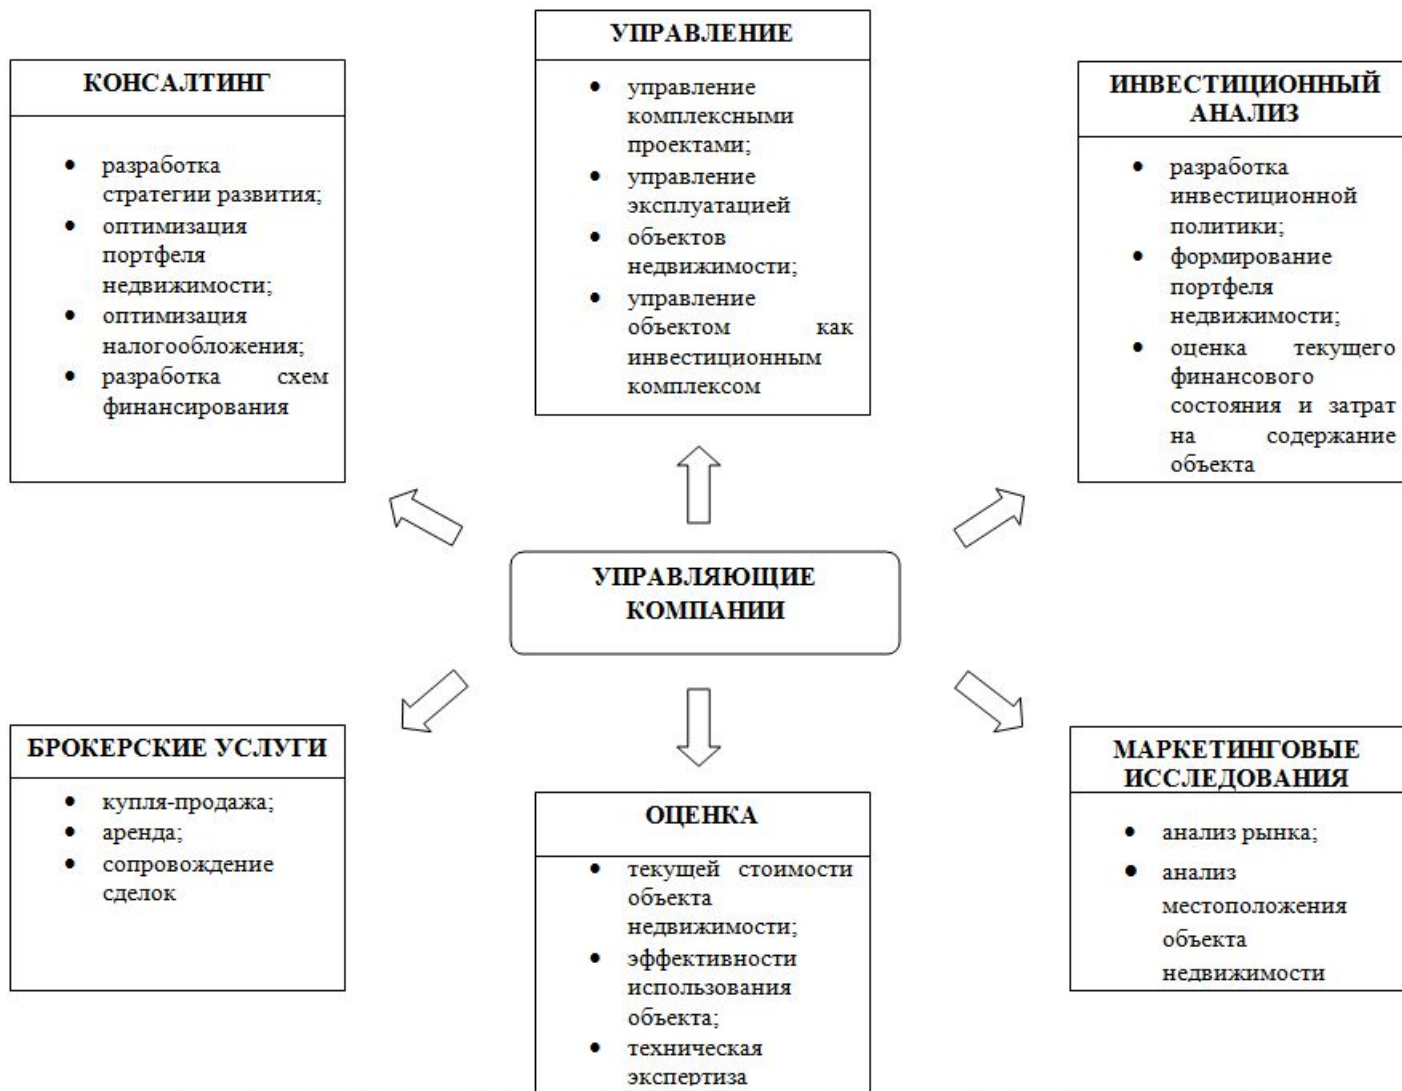 УПРАВЛЕНИЕ
• управление
комплексными
проектами;
• управление
эксплуатацией
• объектов
недвижимости;
• управление
объектом как
инвестиционным
комплексом
КОНСАЛТИНГ
• разработка
стратегии развития;
• оптимизация
портфеля
недвижимости;
• оптимизация
налогообложения;
• разработка схем
финансирования
ИНВЕСТИЦИОННЫЙ
АНАЛИЗ
• разработка
инвестиционной
политики;
• формирование
портфеля
недвижимости;
• оценка текущего
финансового
состояния и затрат
на содержание
объекта
УПРАВЛЯЮЩИЕ
КОМПАНИИ
БРОКЕРСКИЕ УСЛУГИ
• купля-продажа;
• аренда;
• сопровождение
сделок
ОЦЕНКА
• текущей стоимости
объекта
недвижимости;
• эффективности
использования
объекта;
• техническая
экспертиза
МАРКЕТИНГОВЫЕ
ИССЛЕДОВАНИЯ
• анализ рынка;
• анализ
местоположения
объекта
недвижимости